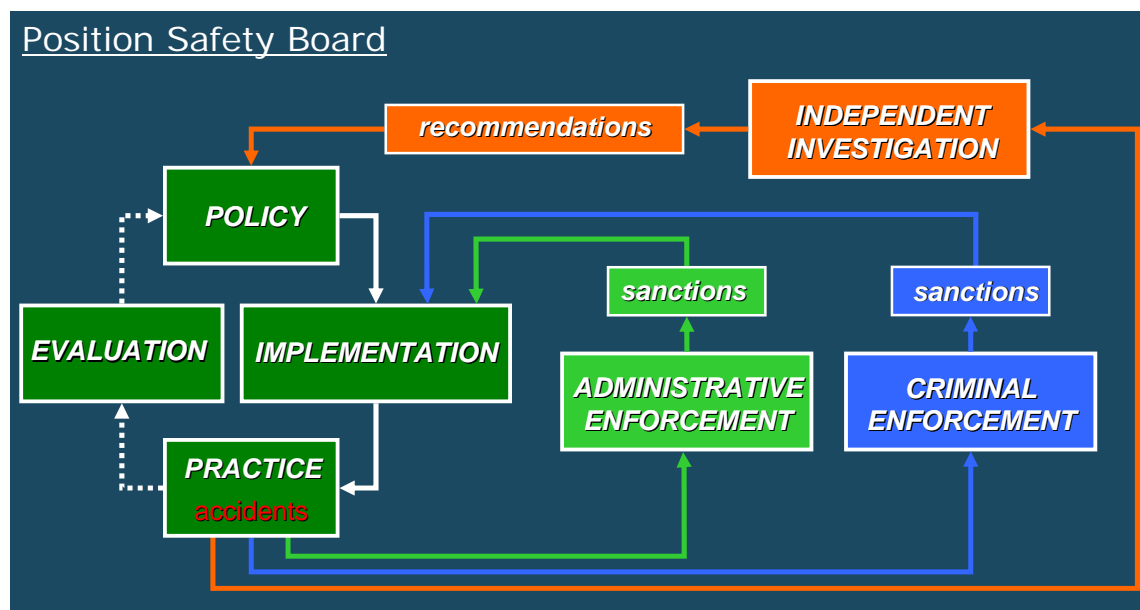 Position Safety Board
recommendations
INDEPENDENT
INVESTIGATION
POLICY
sanctions
sanctions
EVALUATION
IMPLEMENTATION
ADMINISTRATIVE
ENFORCEMENT
CRIMINAL
ENFORCEMENT
PRACTICE
accidents